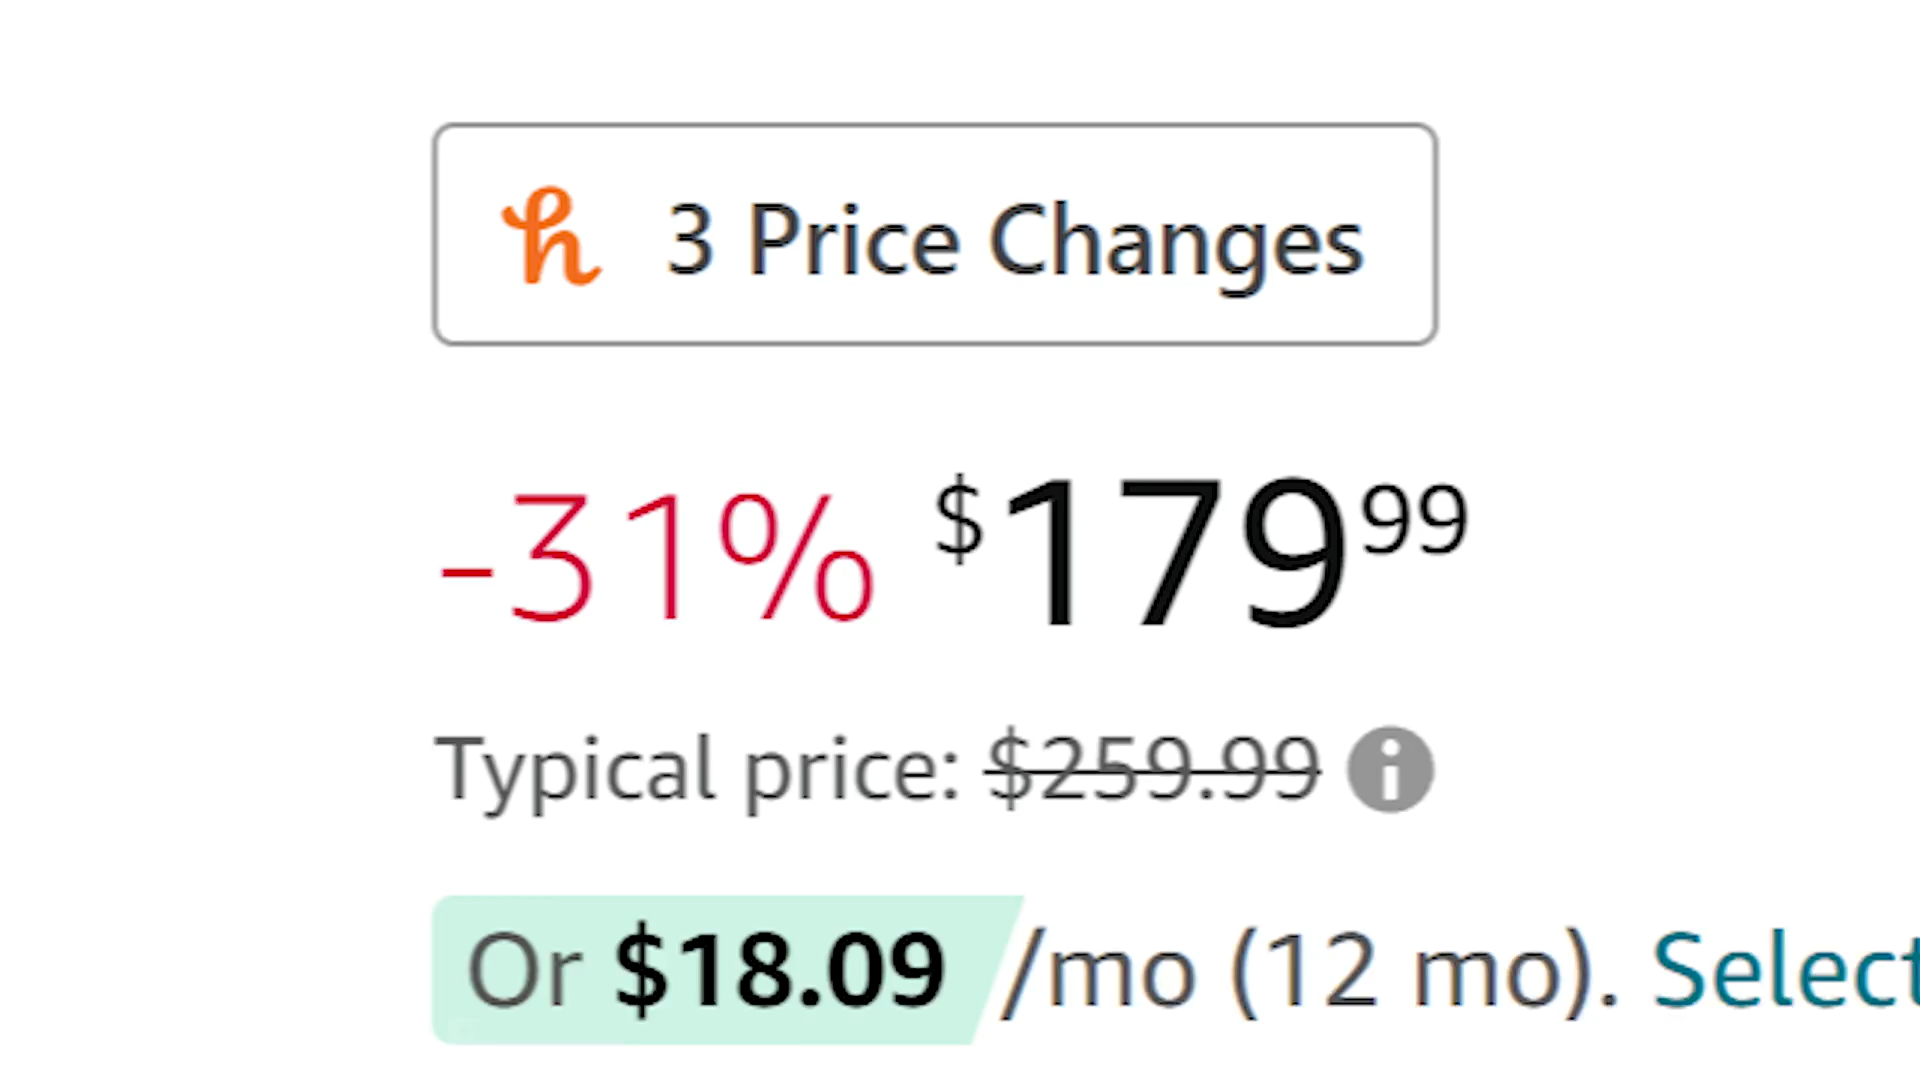 3 Price Changes
-31% $17999
Typical price: $259.99
Or $18.09 /mo (12 mo). Select